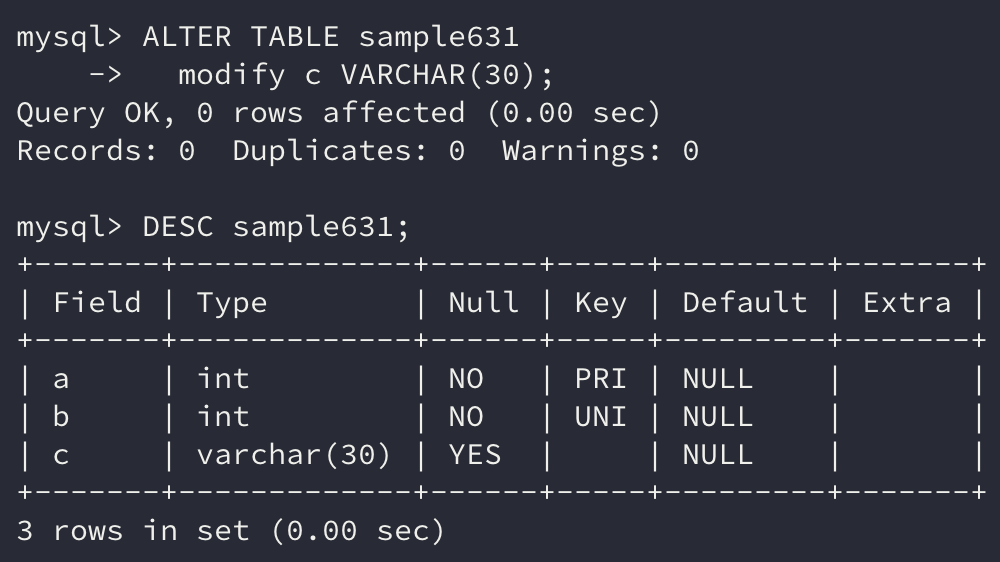 mysql> ALTER TABLE sample631
    ->   modify c VARCHAR(30);
Query OK, 0 rows affected (0.00 sec)
Records: 0  Duplicates: 0  Warnings: 0

mysql> DESC sample631;
+-------+-------------+------+-----+---------+-------+
| Field | Type        | Null | Key | Default | Extra |
+-------+-------------+------+-----+---------+-------+
| a     | int         | NO   | PRI | NULL    |       |
| b     | int         | NO   | UNI | NULL    |       |
| c     | varchar(30) | YES  |     | NULL    |       |
+-------+-------------+------+-----+---------+-------+
3 rows in set (0.00 sec)